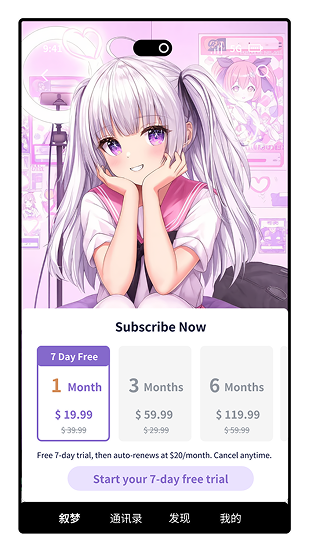 Subscribe Now
7 Day Free
1 Month
3 Months
6 Months
$ 19.99
$ 59.99
$ 119.99
$ 39.99
$ 29.99
$ 59.99
Free 7-day trial, then auto-renews at $20/month. Cancel anytime.
Start your 7-day free trial
叙梦 通讯录 发现 我的